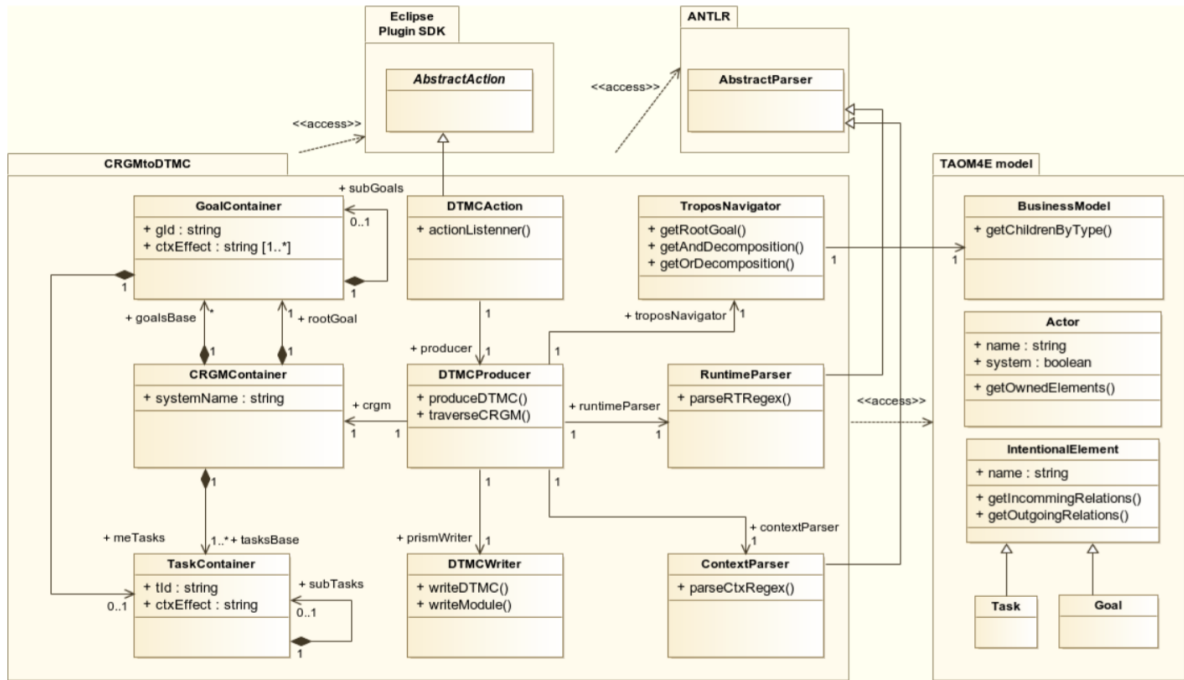 Eclipse
Plugin SDK
ANTLR
AbstractAction
AbstractParser
<<access>>
<<access>>
CRGMtoDTMC
TAOM4E model
GoalContainer
+ gId : string
+ ctxEffect : string [1..*]
+ subGoals
0..1
1
1
DTMCAction
+ actionListenner()
TroposNavigator
+ getRootGoal()
+ getAndDecomposition()
+ getOrDecomposition()
1
1
BusinessModel
+ getChildrenByType()
+ goalsBase
*
1
+ rootGoal
1
1
1
+ producer
1
+ troposNavigator
1
1
Actor
+ name : string
+ system : boolean
+ getOwnedElements()
CRGMContainer
+ systemName : string
+ crgm
1
1
DTMCProducer
+ produceDTMC()
+ traverseCRGM()
+ runtimeParser
1
1
RuntimeParser
+ parseRTRegex()
<<access>>
IntentionalElement
+ name : string
+ getIncommingRelations()
+ getOutgoingRelations()
1
1
1
+ meTasks
1..*
+ tasksBase
+ prismWriter
1
+ contextParser
1
TaskContainer
+ tId : string
+ ctxEffect : string
0..1
+ subTasks
0..1
1
DTMCWriter
+ writeDTMC()
+ writeModule()
ContextParser
+ parseCtxRegex()
Task
Goal